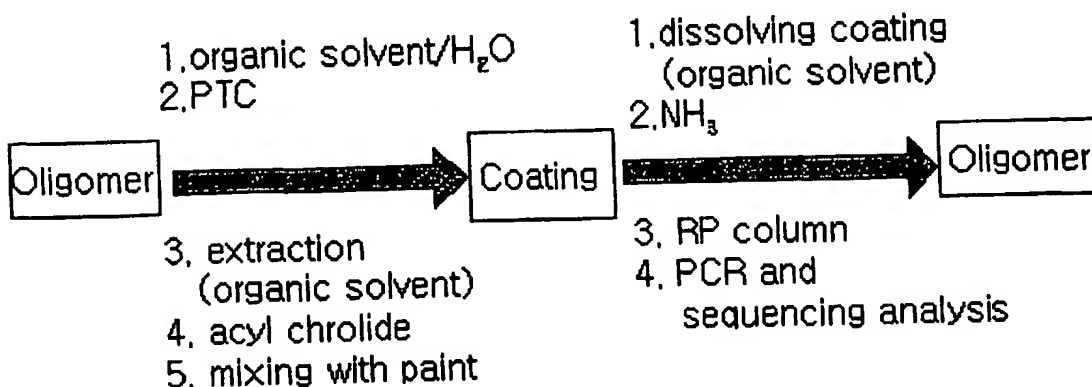 1.organic solvent/H₂O
2.PTC
Oligomer
3. extraction
(organic solvent)
4. acyl chrolide
5. mixing with paint
Coating
1.dissolving coating
(organic solvent)
2.NH₃
3. RP column
4. PCR and
sequencing analysis
Oligomer